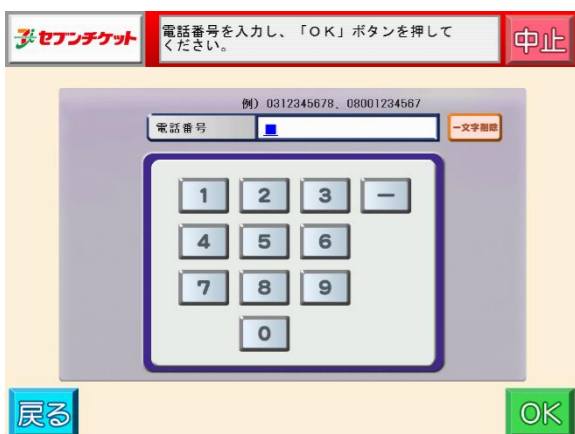 セブンチケット
電話番号を入力し、「OK」ボタンを押して
ください。
中止
例) 0312345678、08001234567
電話番号
一文字削除
1 2 3 －
4 5 6
7 8 9
0
戻る
OK